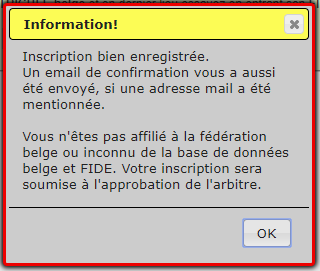 Information!
Inscription bien enregistrée.
Un email de confirmation vous a aussi
été envoyé, si une adresse mail a été
mentionnée.
Vous n'êtes pas affilié à la fédération
belge ou inconnu de la base de données
belge et FIDE. Votre inscription sera
soumise à l'approbation de l'arbitre.
OK